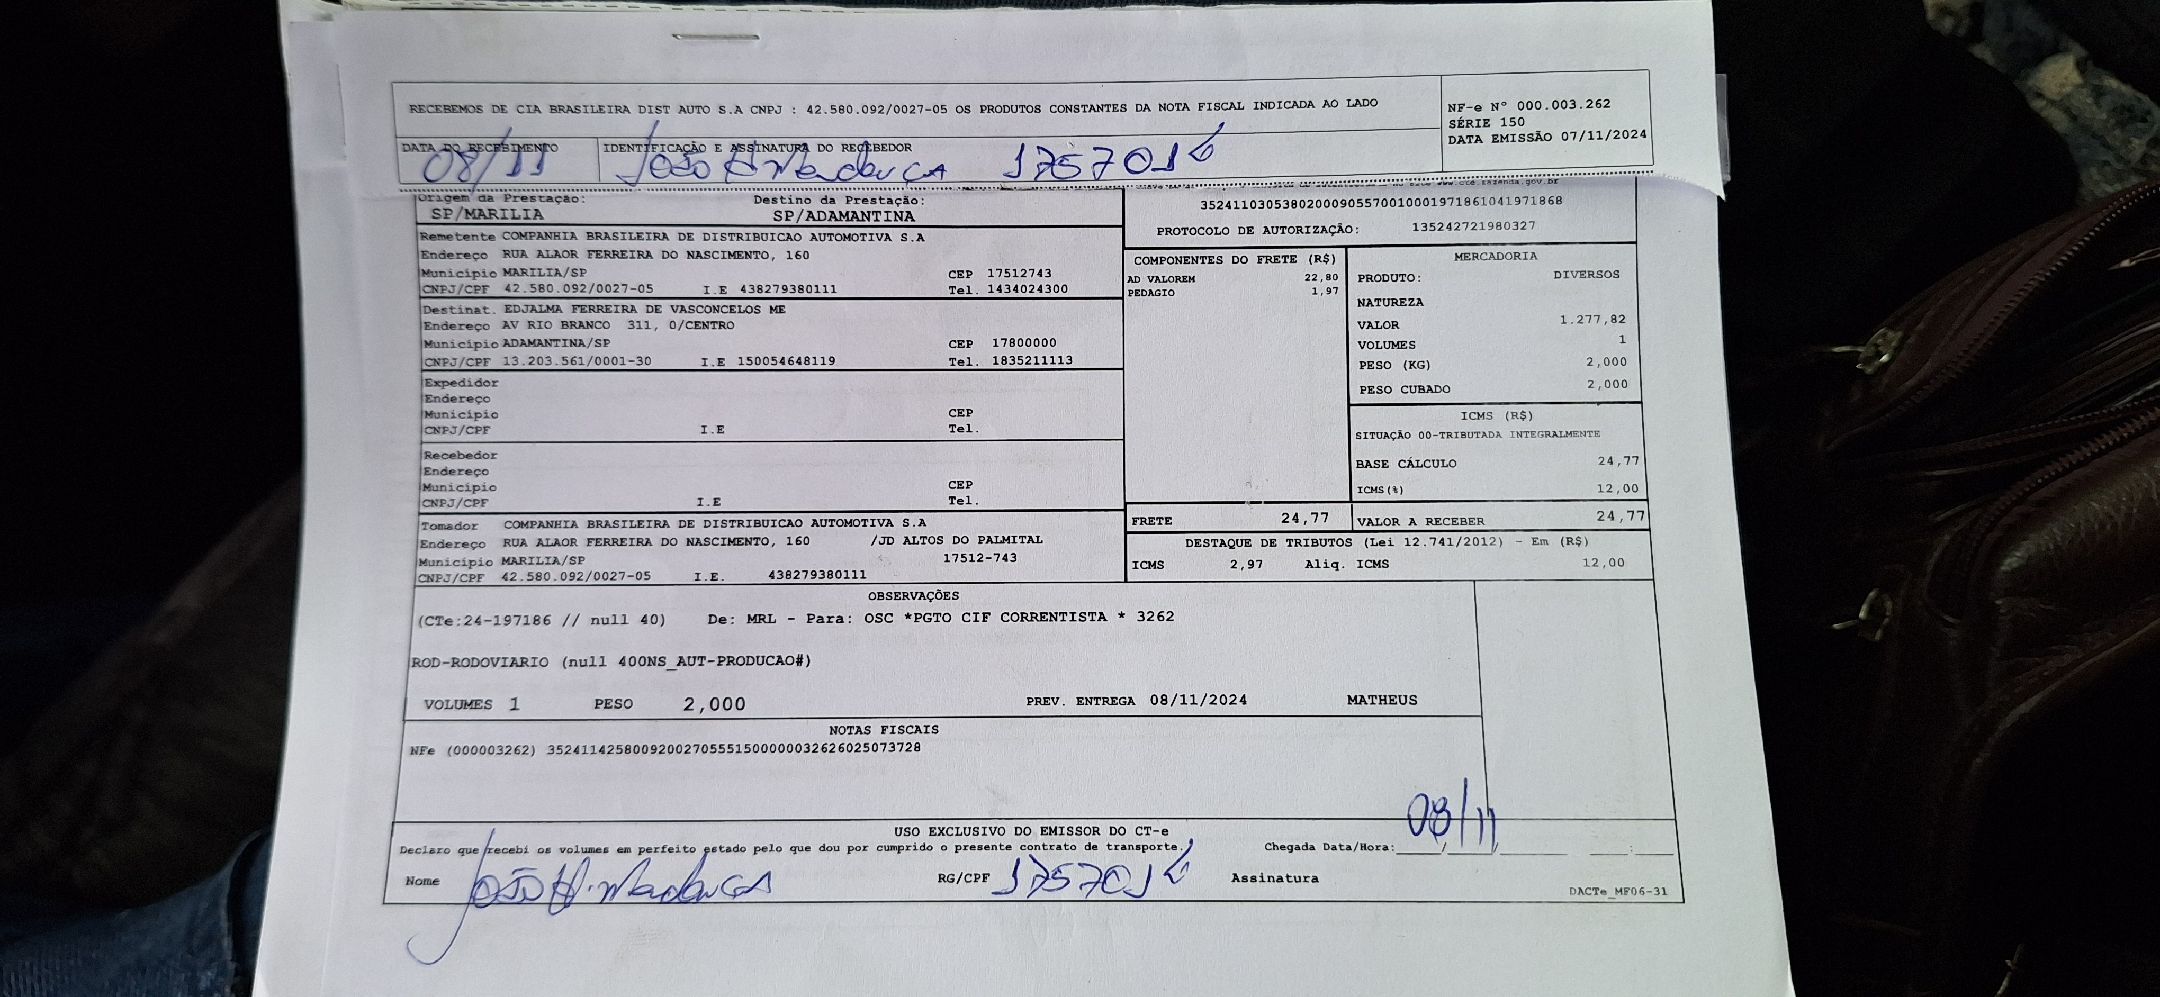 RECEBEMOS DE CIA BRASILEIRA DIST AUTO S.A CNPJ : 42.580.092/0027-05 OS PRODUTOS CONSTANTES DA NOTA FISCAL INDICADA AO LADO
NF-e Nº 000.003.262
SÉRIE 150
DATA EMISSÃO 07/11/2024
DATA DO RECEBIMENTO IDENTIFICAÇÃO E ASSINATURA DO RECEBEDOR
08/11 João H 1757016
Origem da Prestação: Destino da Prestação:
SP/MARILIA SP/ADAMANTINA
www.cte.fazenda.gov.br
35241103053802000905570010001971861041971868
PROTOCOLO DE AUTORIZAÇÃO: 135242721980327
Remetente COMPANHIA BRASILEIRA DE DISTRIBUICAO AUTOMOTIVA S.A
Endereço RUA ALAOR FERREIRA DO NASCIMENTO, 160
Município MARILIA/SP CEP 17512743
CNPJ/CPF 42.580.092/0027-05 I.E 438279380111 Tel. 1434024300
Destinat. EDJALMA FERREIRA DE VASCONCELOS ME
Endereço AV RIO BRANCO 311, 0/CENTRO
Município ADAMANTINA/SP CEP 17800000
CNPJ/CPF 13.203.561/0001-30 I.E 150054648119 Tel. 1835211113
Expedidor
Endereço
Município CEP
CNPJ/CPF I.E Tel.
Recebedor
Endereço
Município CEP
CNPJ/CPF I.E Tel.
Tomador COMPANHIA BRASILEIRA DE DISTRIBUICAO AUTOMOTIVA S.A
Endereço RUA ALAOR FERREIRA DO NASCIMENTO, 160 /JD ALTOS DO PALMITAL
Município MARILIA/SP 17512-743
CNPJ/CPF 42.580.092/0027-05 I.E. 438279380111
COMPONENTES DO FRETE (R$)
AD VALOREM 22,80
PEDAGIO 1,97
MERCADORIA
PRODUTO: DIVERSOS
NATUREZA
VALOR 1.277,82
VOLUMES 1
PESO (KG) 2,000
PESO CUBADO 2,000
ICMS (R$)
SITUAÇÃO 00-TRIBUTADA INTEGRALMENTE
BASE CÁLCULO 24,77
ICMS(%) 12,00
FRETE 24,77 VALOR A RECEBER 24,77
DESTAQUE DE TRIBUTOS (Lei 12.741/2012) - Em (R$)
ICMS 2,97 Aliq. ICMS 12,00
OBSERVAÇÕES
(CTe:24-197186 // null 40) De: MRL - Para: OSC *PGTO CIF CORRENTISTA * 3262
ROD-RODOVIARIO (null 400NS_AUT-PRODUCAO#)
VOLUMES 1 PESO 2,000 PREV. ENTREGA 08/11/2024 MATHEUS
NOTAS FISCAIS
NFe (000003262) 35241142580092002705551500000032626025073728
USO EXCLUSIVO DO EMISSOR DO CT-e
Declaro que recebi os volumes em perfeito estado pelo que dou por cumprido o presente contrato de transporte. Chegada Data/Hora: 08/11
Nome João H. RG/CPF 1757016 Assinatura
DACTe_MF06-31